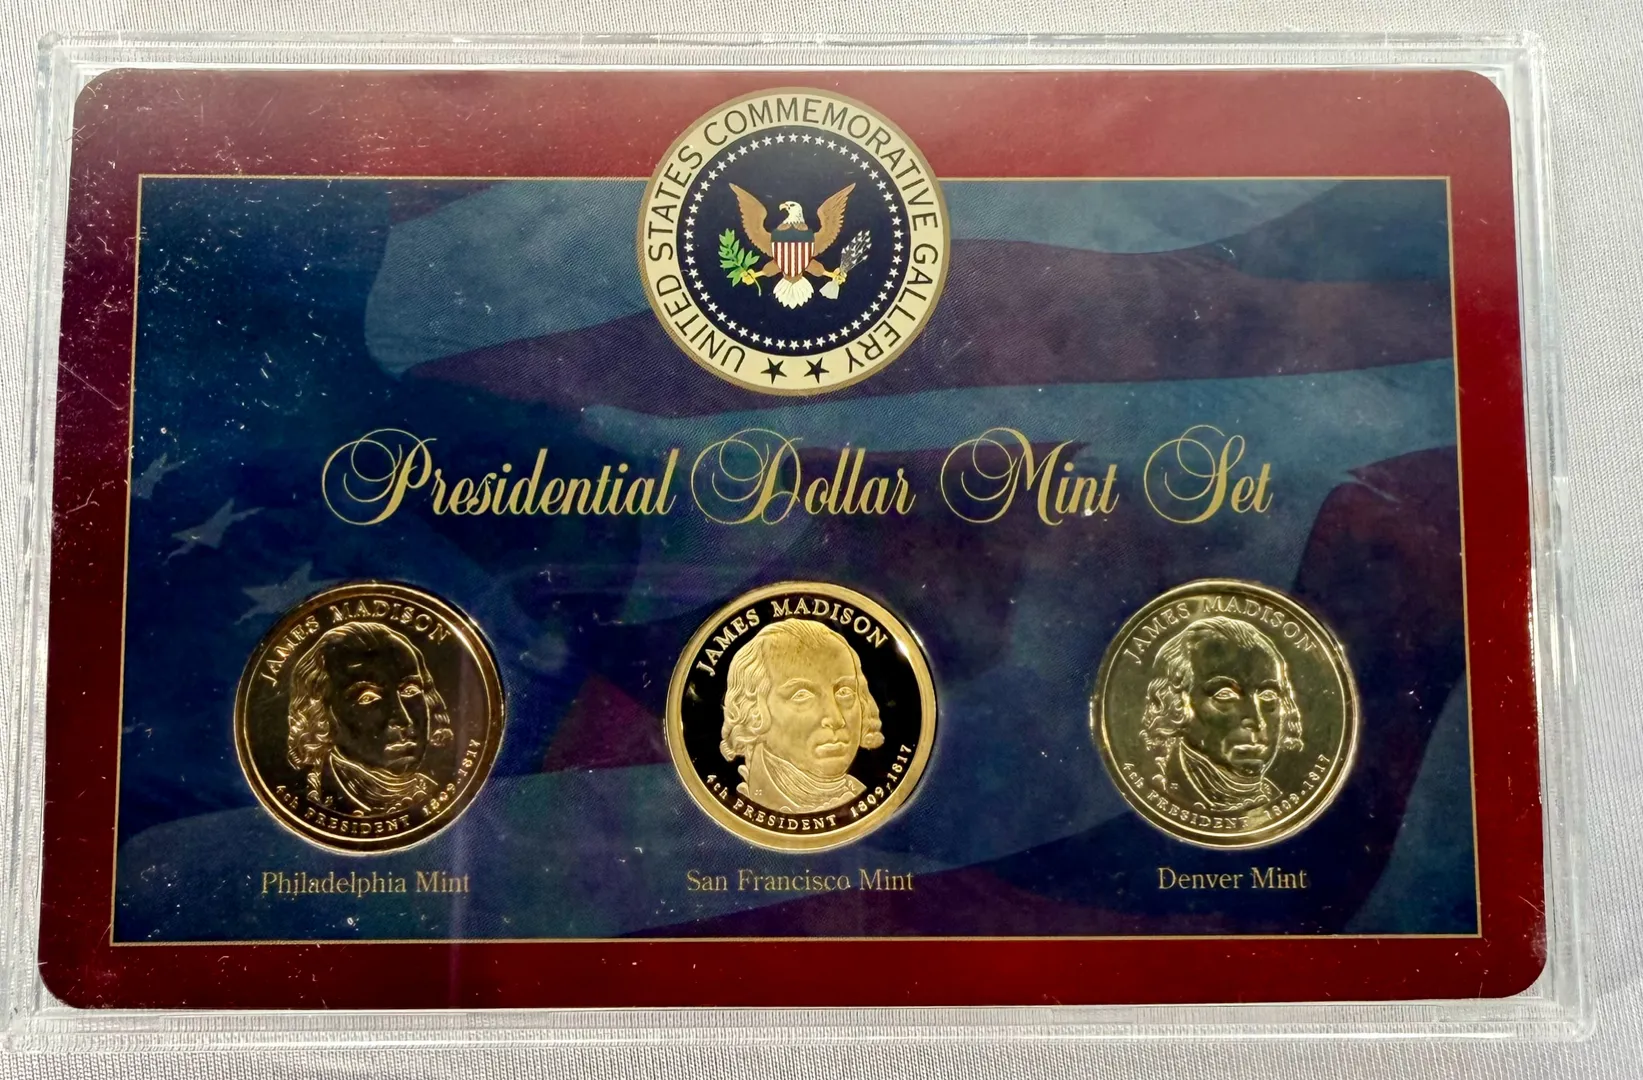 UNITED STATES COMMEMORATIVE GALLERY
Presidential Dollar Mint Set
JAMES MADISON
4th PRESIDENT 1809-1817
JAMES MADISON
4th PRESIDENT 1809-1817
JAMES MADISON
4th PRESIDENT 1809-1817
Philadelphia Mint
San Francisco Mint
Denver Mint